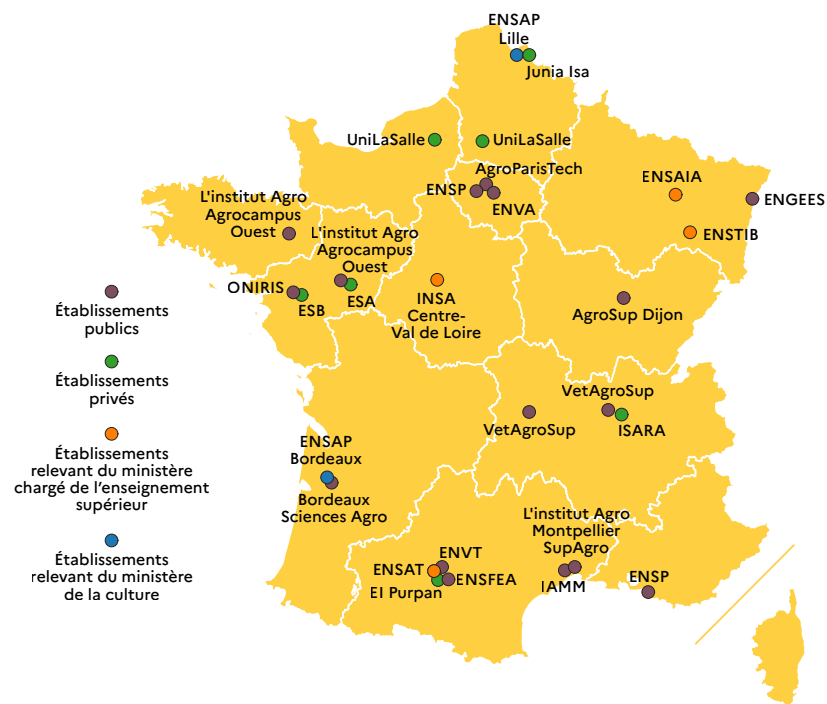 ENSAP
Lille
Junia Isa
UniLaSalle
UniLaSalle
AgroParisTech
ENSP
ENVA
ENSAIA
ENGEES
ENSTIB
L'institut Agro
Agrocampus
Ouest
L'institut Agro
Agrocampus
Ouest
ONIRIS
ESB
ESA
INSA
Centre-
Val de Loire
AgroSup Dijon
Établissements
publics
Établissements
privés
Établissements
relevant du ministère
chargé de l'enseignement
supérieur
Établissements
relevant du ministère
de la culture
VetAgroSup
VetAgroSup
ISARA
ENSAP
Bordeaux
Bordeaux
Sciences Agro
L'institut Agro
Montpellier
SupAgro
IAMM
ENVT
ENSAT
ENSFEA
EI Purpan
ENSP